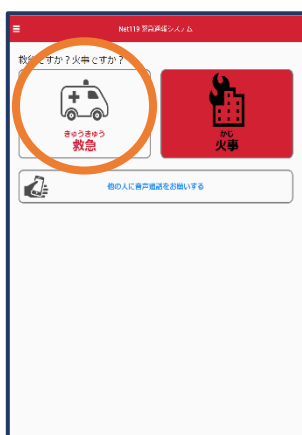 Net119 緊急通報システム
救急ですか？火事ですか？
きゅうきゅう
救急
かじ
火事
他の人に音声通話をお願いする